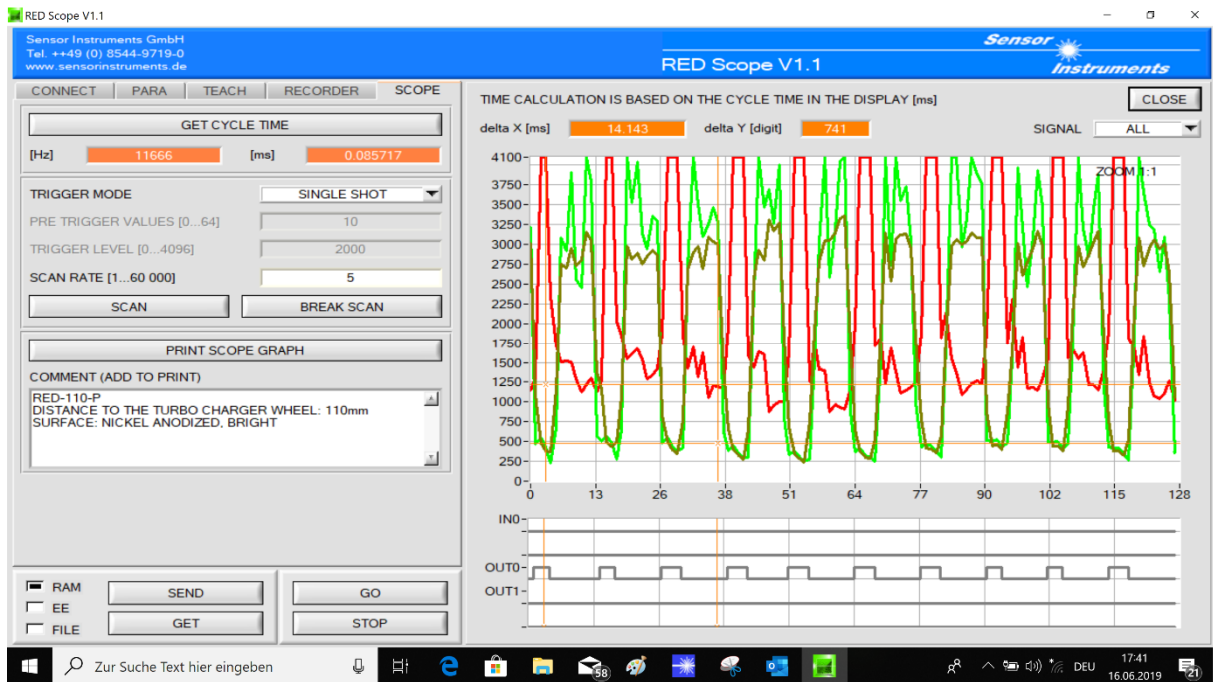 RED Scope V1.1
Sensor Instruments GmbH
Tel. ++49 (0) 8544-9719-0
www.sensorinstruments.de
RED Scope V1.1
Sensor
Instruments
CONNECT PARA TEACH RECORDER SCOPE
GET CYCLE TIME
[Hz] 11666 [ms] 0.085717
TRIGGER MODE SINGLE SHOT
PRE TRIGGER VALUES [0...64] 10
TRIGGER LEVEL [0...4096] 2000
SCAN RATE [1...60 000] 5
SCAN BREAK SCAN
PRINT SCOPE GRAPH
COMMENT (ADD TO PRINT)
RED-110-P
DISTANCE TO THE TURBO CHARGER WHEEL: 110mm
SURFACE: NICKEL ANODIZED, BRIGHT
RAM
EE
FILE
SEND GO
GET STOP
TIME CALCULATION IS BASED ON THE CYCLE TIME IN THE DISPLAY [ms]
CLOSE
delta X [ms] 14.143 delta Y [digit] 741 SIGNAL ALL
ZOOM 1:1
4100
3750
3500
3250
3000
2750
2500
2250
2000
1750
1500
1250
1000
750
500
250
0
0 13 26 38 51 64 77 90 102 115 128
IN0
OUT0
OUT1
Zur Suche Text hier eingeben
58
DEU
17:41
16.06.2019
21